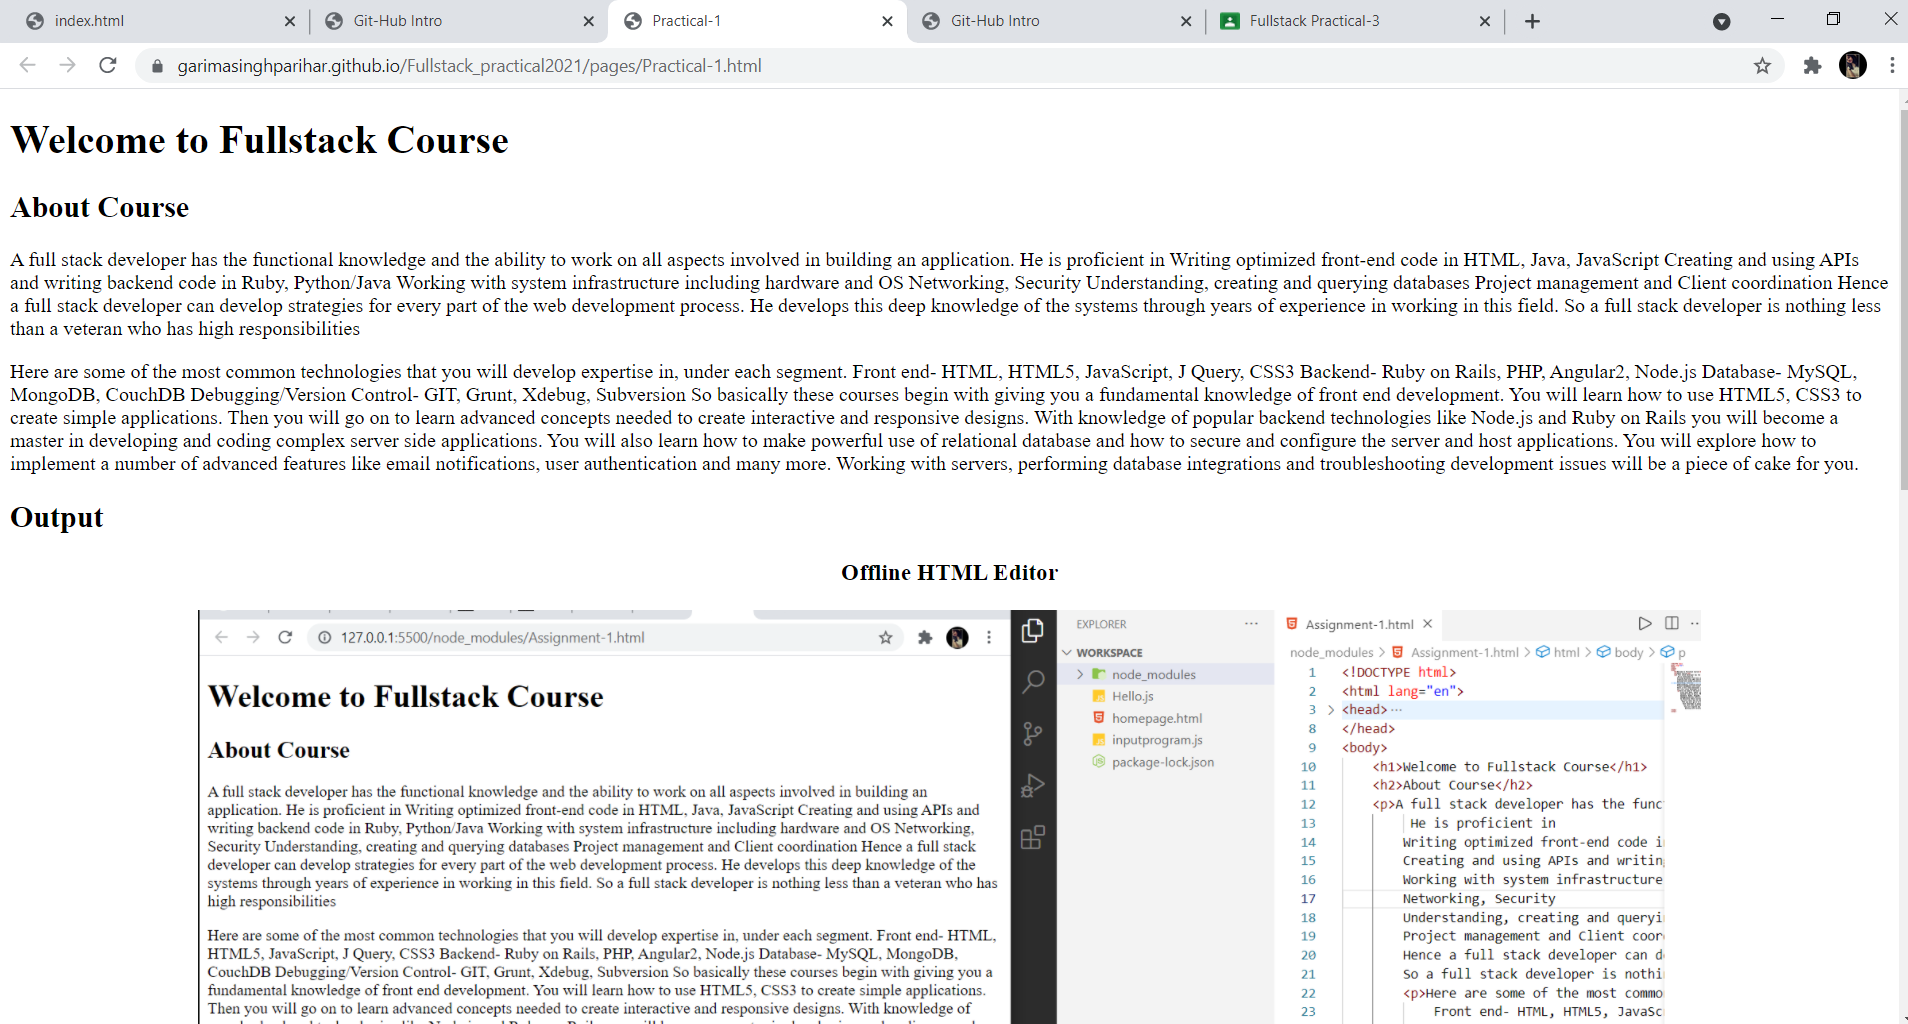 index.html
Git-Hub Intro
Practical-1
Git-Hub Intro
Fullstack Practical-3
garimasinghparihar.github.io/Fullstack_practical2021/pages/Practical-1.html
Welcome to Fullstack Course
About Course
A full stack developer has the functional knowledge and the ability to work on all aspects involved in building an application. He is proficient in Writing optimized front-end code in HTML, Java, JavaScript Creating and using APIs
and writing backend code in Ruby, Python/Java Working with system infrastructure including hardware and OS Networking, Security Understanding, creating and querying databases Project management and Client coordination Hence
a full stack developer can develop strategies for every part of the web development process. He develops this deep knowledge of the systems through years of experience in working in this field. So a full stack developer is nothing less
than a veteran who has high responsibilities
Here are some of the most common technologies that you will develop expertise in, under each segment. Front end- HTML, HTML5, JavaScript, J Query, CSS3 Backend- Ruby on Rails, PHP, Angular2, Node.js Database- MySQL,
MongoDB, CouchDB Debugging/Version Control- GIT, Grunt, Xdebug, Subversion So basically these courses begin with giving you a fundamental knowledge of front end development. You will learn how to use HTML5, CSS3 to
create simple applications. Then you will go on to learn advanced concepts needed to create interactive and responsive designs. With knowledge of popular backend technologies like Node.js and Ruby on Rails you will become a
master in developing and coding complex server side applications. You will also learn how to make powerful use of relational database and how to secure and configure the server and host applications. You will explore how to
implement a number of advanced features like email notifications, user authentication and many more. Working with servers, performing database integrations and troubleshooting development issues will be a piece of cake for you.
Output
Offline HTML Editor
127.0.0.1:5500/node_modules/Assignment-1.html
Welcome to Fullstack Course
About Course
A full stack developer has the functional knowledge and the ability to work on all aspects involved in building an
application. He is proficient in Writing optimized front-end code in HTML, Java, JavaScript Creating and using APIs and
writing backend code in Ruby, Python/Java Working with system infrastructure including hardware and OS Networking,
Security Understanding, creating and querying databases Project management and Client coordination Hence a full stack
developer can develop strategies for every part of the web development process. He develops this deep knowledge of the
systems through years of experience in working in this field. So a full stack developer is nothing less than a veteran who has
high responsibilities
Here are some of the most common technologies that you will develop expertise in, under each segment. Front end- HTML,
HTML5, JavaScript, J Query, CSS3 Backend- Ruby on Rails, PHP, Angular2, Node.js Database- MySQL, MongoDB,
CouchDB Debugging/Version Control- GIT, Grunt, Xdebug, Subversion So basically these courses begin with giving you a
fundamental knowledge of front end development. You will learn how to use HTML5, CSS3 to create simple applications.
Then you will go on to learn advanced concepts needed to create interactive and responsive designs. With knowledge of
EXPLORER
WORKSPACE
node_modules
Hello.js
homepage.html
inputprogram.js
package-lock.json
Assignment-1.html
node_modules > Assignment-1.html > html > body > p
1 <!DOCTYPE html>
2 <html lang="en">
3 <head>
8 </head>
9 <body>
10 <h1>Welcome to Fullstack Course</h1>
11 <h2>About Course</h2>
12 <p>A full stack developer has the func
13 He is proficient in
14 Writing optimized front-end code i
15 Creating and using APIs and writin
16 Working with system infrastructure
17 Networking, Security
18 Understanding, creating and queryi
19 Project management and Client coor
20 Hence a full stack developer can d
21 So a full stack developer is nothi
22 <p>Here are some of the most commo
23 Front end- HTML, HTML5, JavaSc